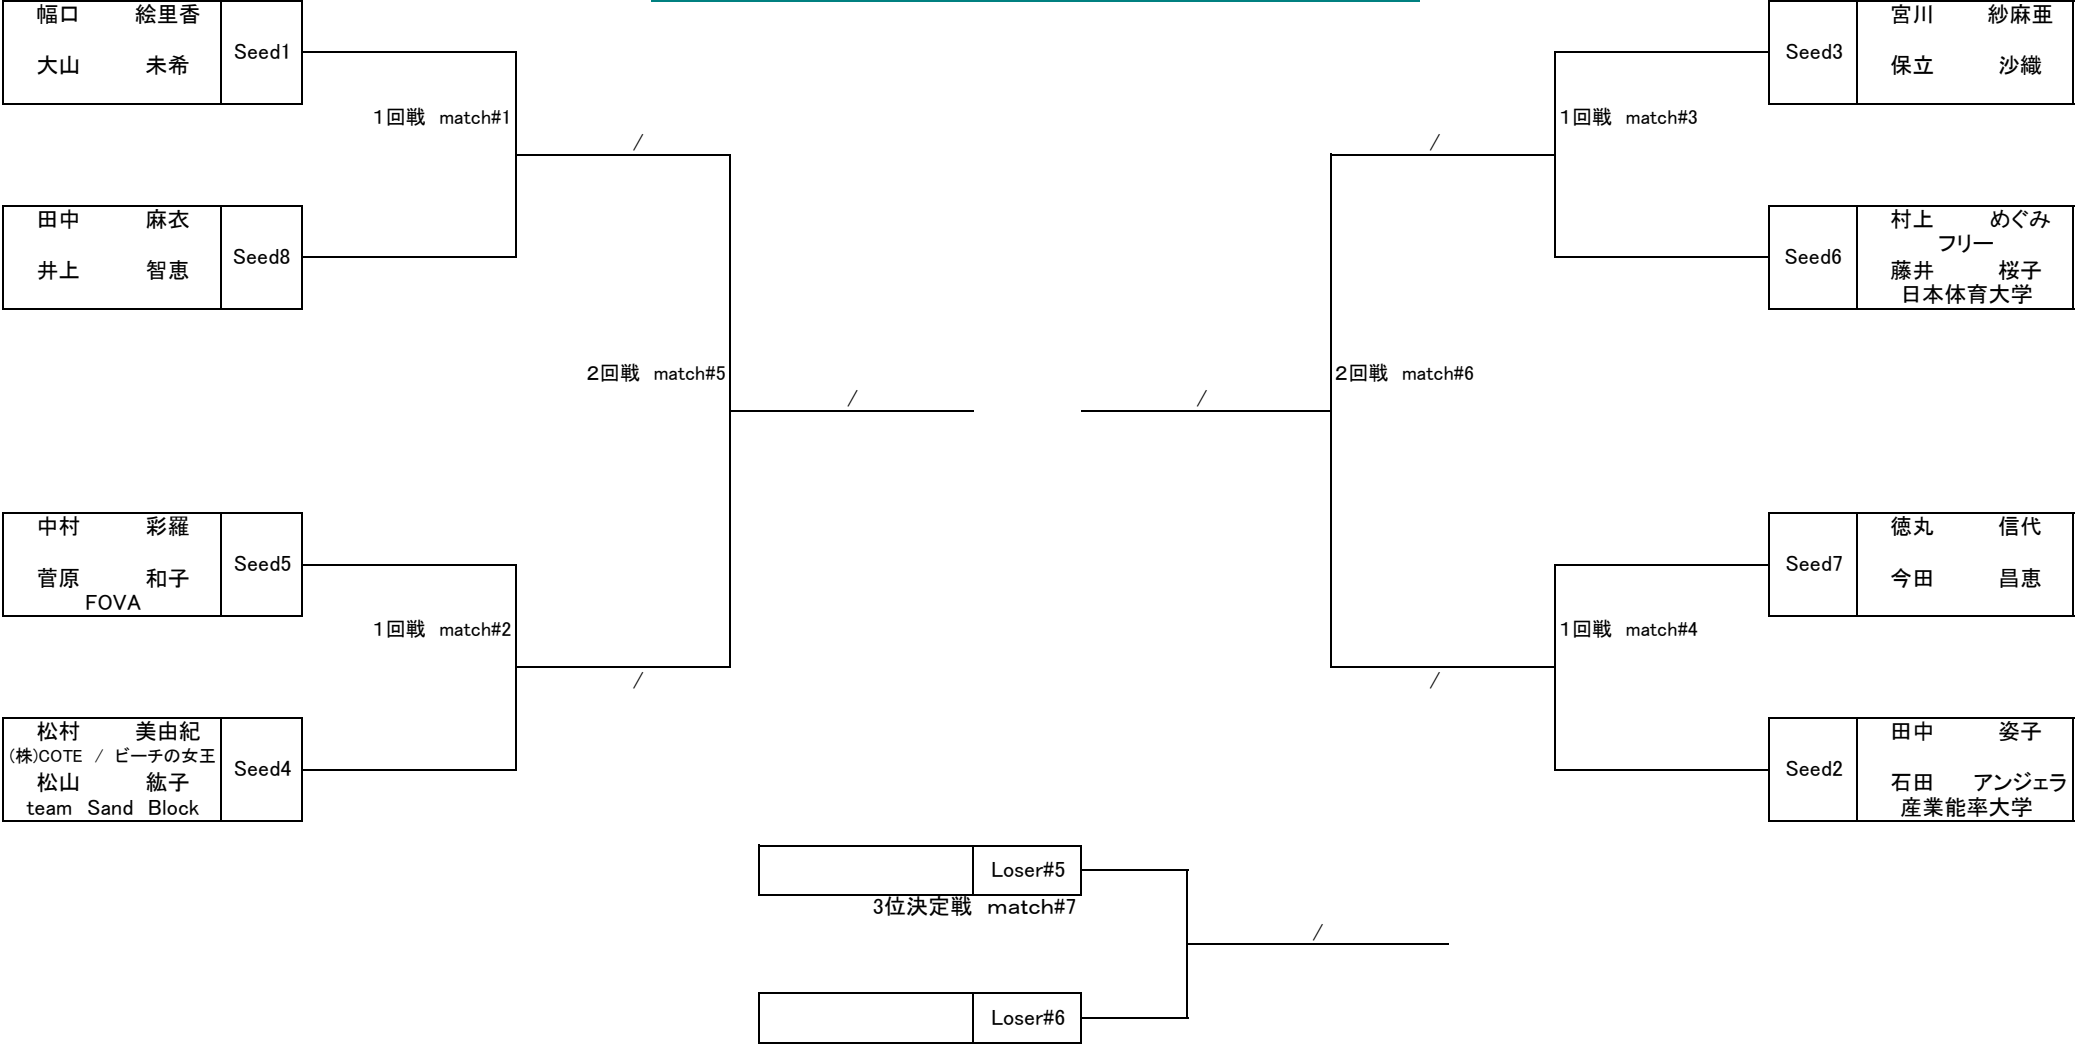 幅口 絵里香
大山 未希
Seed1
1回戦 match#1
/
田中 麻衣
井上 智恵
Seed8
2回戦 match#5
/
中村 彩羅
菅原 和子
FOVA
Seed5
1回戦 match#2
/
松村 美由紀
(株)COTE / ビーチの女王
松山 紘子
team Sand Block
Seed4
宮川 紗麻亜
保立 沙織
Seed3
1回戦 match#3
/
村上 めぐみ
フリー
藤井 桜子
日本体育大学
Seed6
2回戦 match#6
/
徳丸 信代
今田 昌恵
Seed7
1回戦 match#4
/
田中 姿子
石田 アンジェラ
産業能率大学
Seed2
Loser#5
3位決定戦 match#7
/
Loser#6